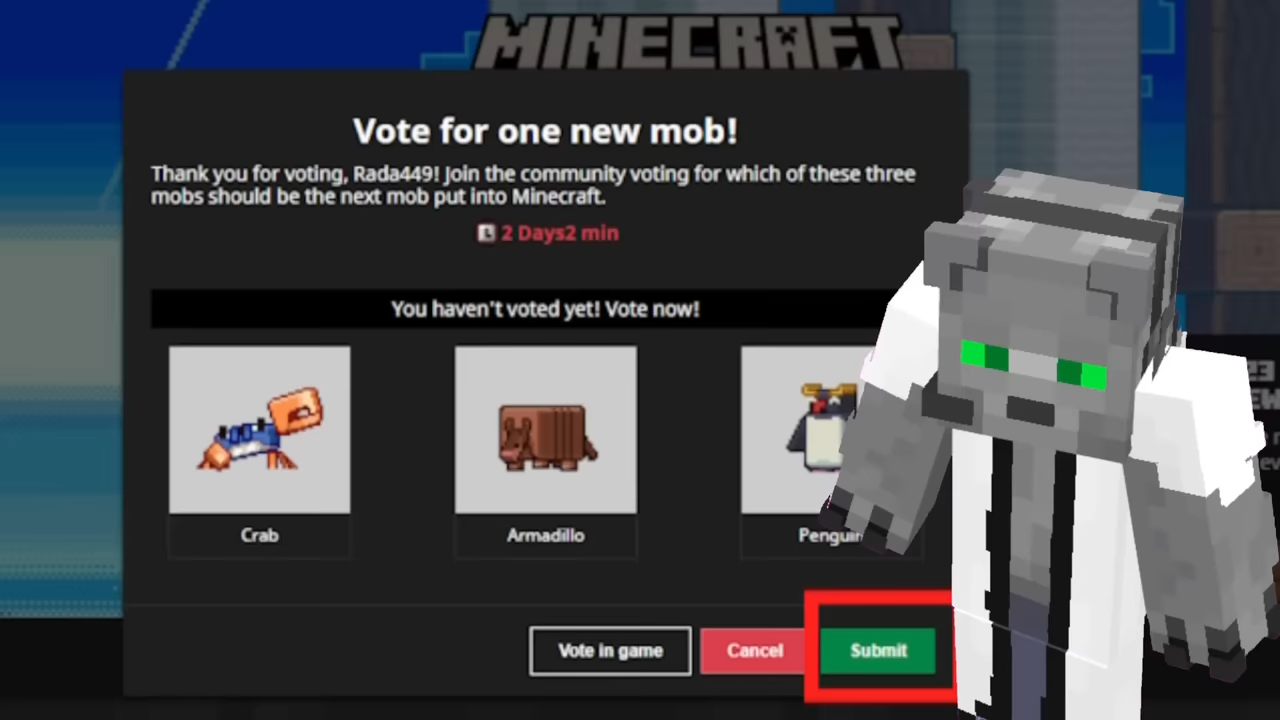 MINECRAFT
Vote for one new mob!
Thank you for voting, Rada449! Join the community voting for which of these three
mobs should be the next mob put into Minecraft.
2 Days2 min
You haven't voted yet! Vote now!
Crab
Armadillo
Penguin
Vote in game
Cancel
Submit